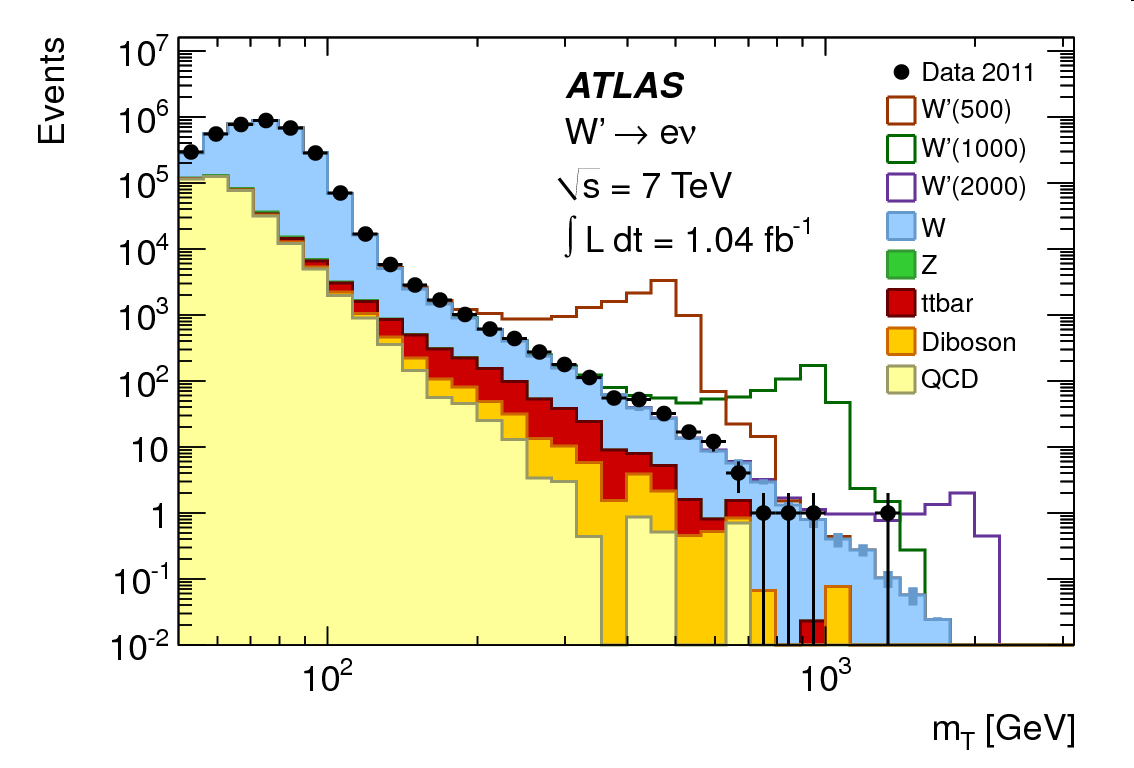 Events
10^7
10^6
10^5
10^4
10^3
10^2
10
1
10^-1
10^-2
10^2
10^3
m_T [GeV]
ATLAS
W' → eν
√s = 7 TeV
∫ L dt = 1.04 fb^-1
Data 2011
W'(500)
W'(1000)
W'(2000)
W
Z
ttbar
Diboson
QCD